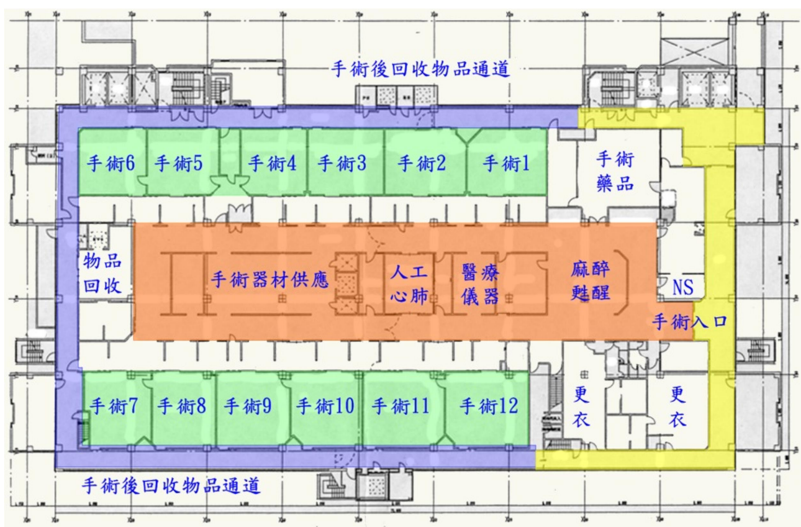 手術後回收物品通道
手術6
手術5
手術4
手術3
手術2
手術1
手術
藥品
物品
回收
手術器材供應
人工
心肺
醫療
儀器
麻醉
甦醒
NS
手術入口
手術7
手術8
手術9
手術10
手術11
手術12
更
衣
更
衣
手術後回收物品通道